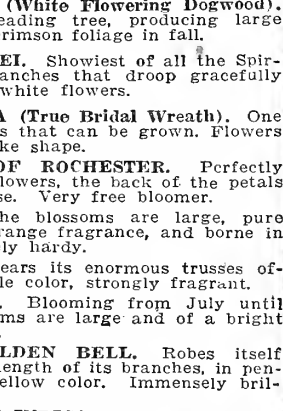 (White Flowering Dogwood).
eading tree, producing large
rimson foliage in fall.
EI. Showiest of all the Spir-
anches that droop gracefully
white flowers.
A (True Bridal Wreath). One
s that can be grown. Flowers
ke shape.
OF ROCHESTER. Perfectly
lowers, the back of the petals
se. Very free bloomer.
he blossoms are large, pure
range fragrance, and borne in
ly hardy.
ears its enormous trusses of-
le color, strongly fragrant.
. Blooming from July until
ms are large and of a bright
LDEN BELL. Robes itself
ength of its branches, in pen-
ellow color. Immensely bril-